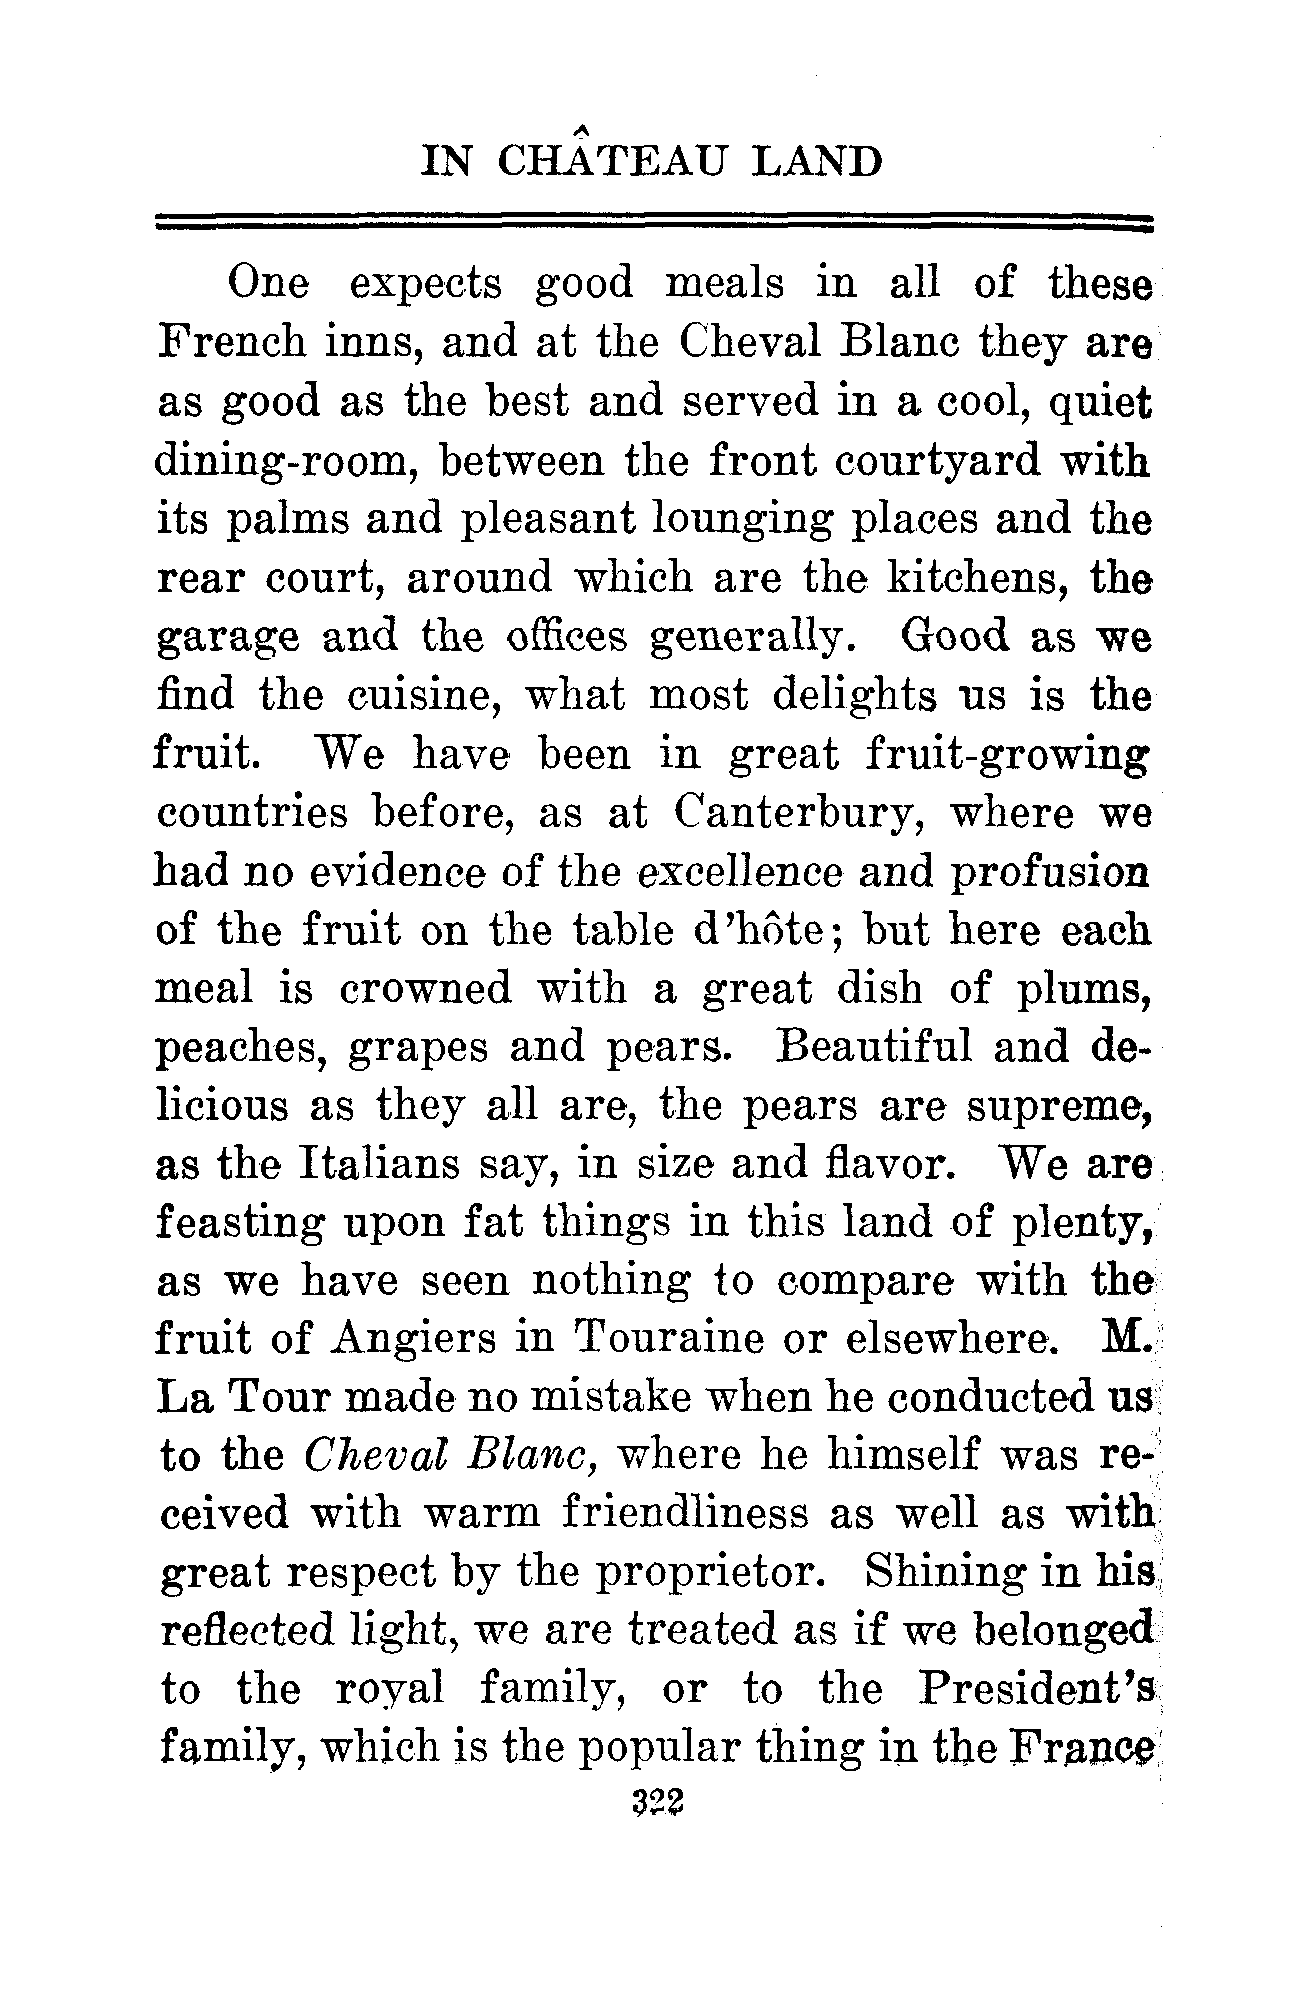 IN CHÂTEAU LAND
One expects good meals in all of these
French inns, and at the Cheval Blanc they are
as good as the best and served in a cool, quiet
dining-room, between the front courtyard with
its palms and pleasant lounging places and the
rear court, around which are the kitchens, the
garage and the offices generally. Good as we
find the cuisine, what most delights us is the
fruit. We have been in great fruit-growing
countries before, as at Canterbury, where we
had no evidence of the excellence and profusion
of the fruit on the table d'hôte; but here each
meal is crowned with a great dish of plums,
peaches, grapes and pears. Beautiful and de-
licious as they all are, the pears are supreme,
as the Italians say, in size and flavor. We are
feasting upon fat things in this land of plenty,
as we have seen nothing to compare with the
fruit of Angiers in Touraine or elsewhere. M.
La Tour made no mistake when he conducted us
to the Cheval Blanc, where he himself was re-
ceived with warm friendliness as well as with
great respect by the proprietor. Shining in his
reflected light, we are treated as if we belonged
to the royal family, or to the President's
family, which is the popular thing in the France
322